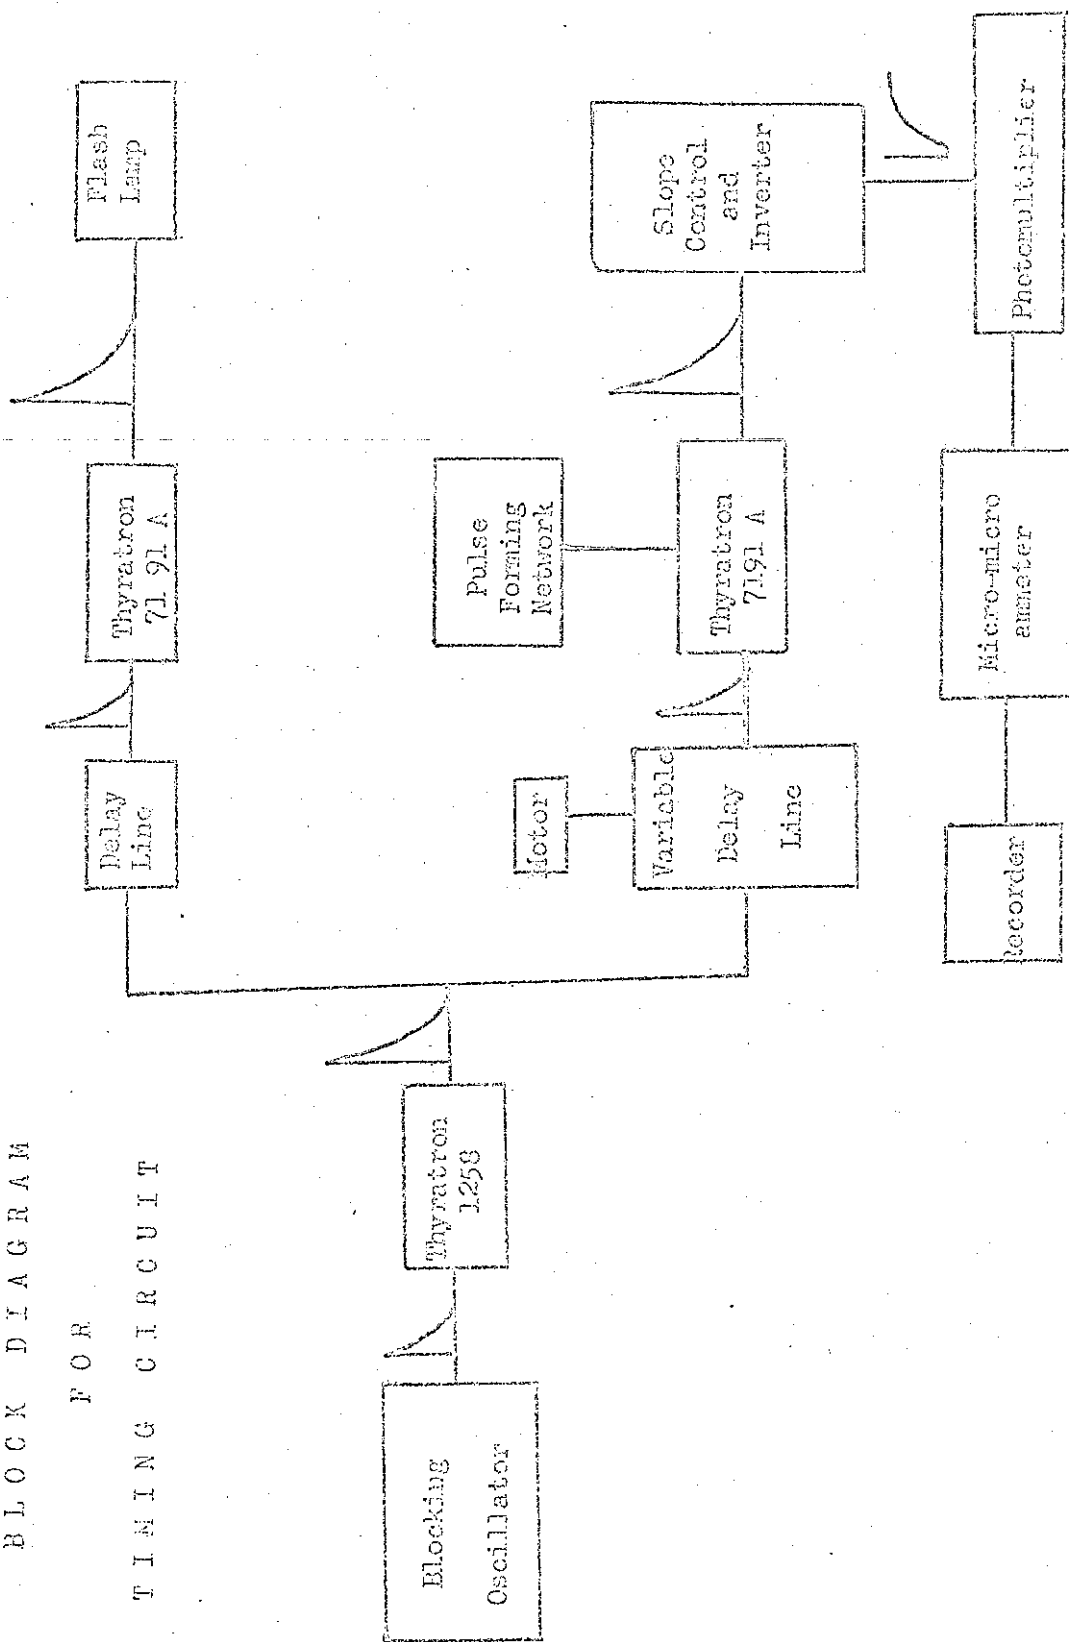 BLOCK DIAGRAM
FOR
TIMING CIRCUIT
Blocking
Oscillator
Thyratron
1258
Delay
Line
Thyratron
71 91 A
Flash
Lamp
Motor
Variable
Delay
Line
Pulse
Forming
Network
Thyratron
7191 A
Slope
Control
and
Inverter
Recorder
Micro-micro
ammeter
Photomultiplier